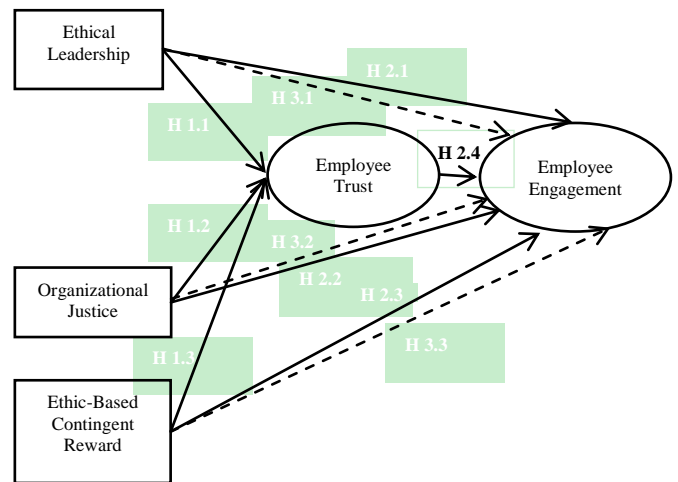 Ethical
Leadership
H 2.1
H 3.1
H 1.1
H 2.4
Employee
Trust
Employee
Engagement
H 1.2
H 3.2
H 2.2
H 2.3
Organizational
Justice
H 3.3
H 1.3
Ethic-Based
Contingent
Reward